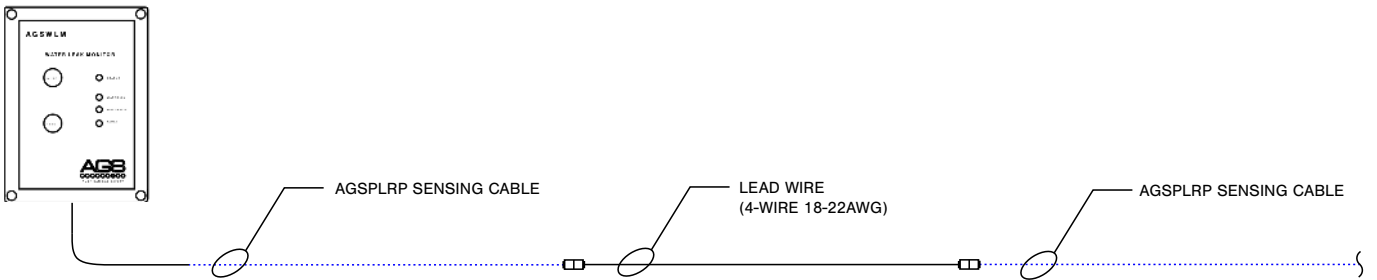 AGSWLM
WATER LEAK MONITOR
AGS
AGSPLRP SENSING CABLE
LEAD WIRE
(4-WIRE 18-22AWG)
AGSPLRP SENSING CABLE